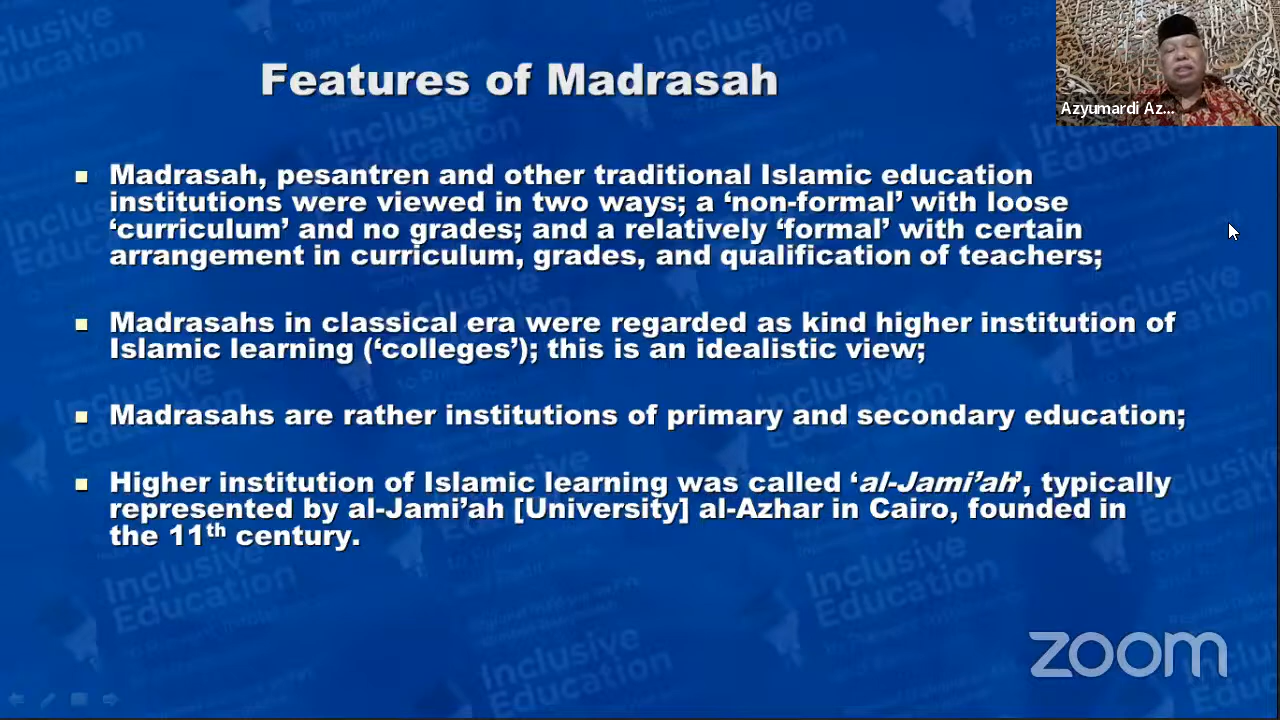 Features of Madrasah
Azyumardi Az...
Madrasah, pesantren and other traditional Islamic education
institutions were viewed in two ways; a ‘non-formal’ with loose
‘curriculum’ and no grades; and a relatively ‘formal’ with certain
arrangement in curriculum, grades, and qualification of teachers;
Madrasahs in classical era were regarded as kind higher institution of
Islamic learning (‘colleges’); this is an idealistic view;
Madrasahs are rather institutions of primary and secondary education;
Higher institution of Islamic learning was called ‘al-Jami’ah’, typically
represented by al-Jami’ah [University] al-Azhar in Cairo, founded in
the 11th century.
Inclusive
Education
zoom